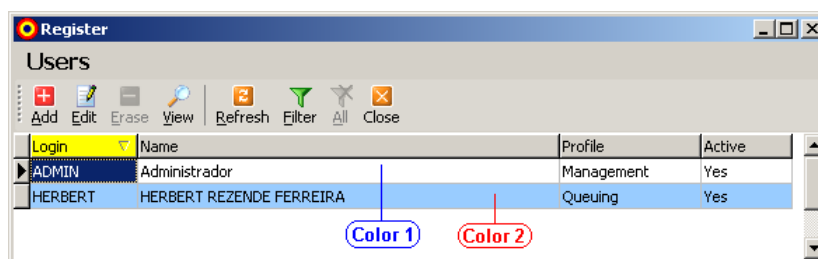 Register
Users
Add Edit Erase View Refresh Filter All Close
Login Name Profile Active
ADMIN Administrador Management Yes
HERBERT HERBERT REZENDE FERREIRA Queuing Yes
Color 1 Color 2